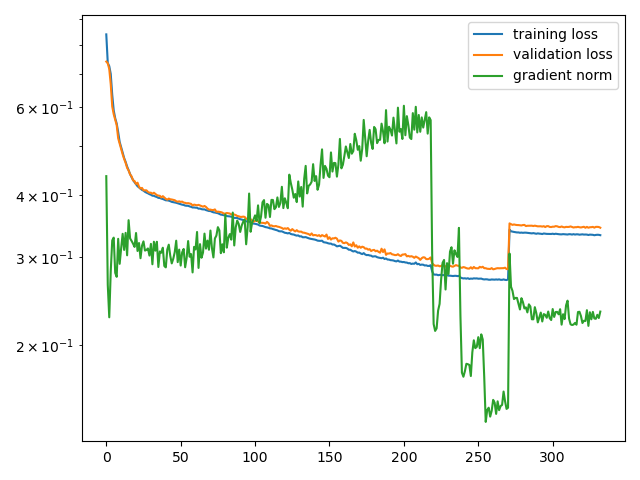 training loss
validation loss
gradient norm
6 × 10⁻¹
4 × 10⁻¹
3 × 10⁻¹
2 × 10⁻¹
0 50 100 150 200 250 300